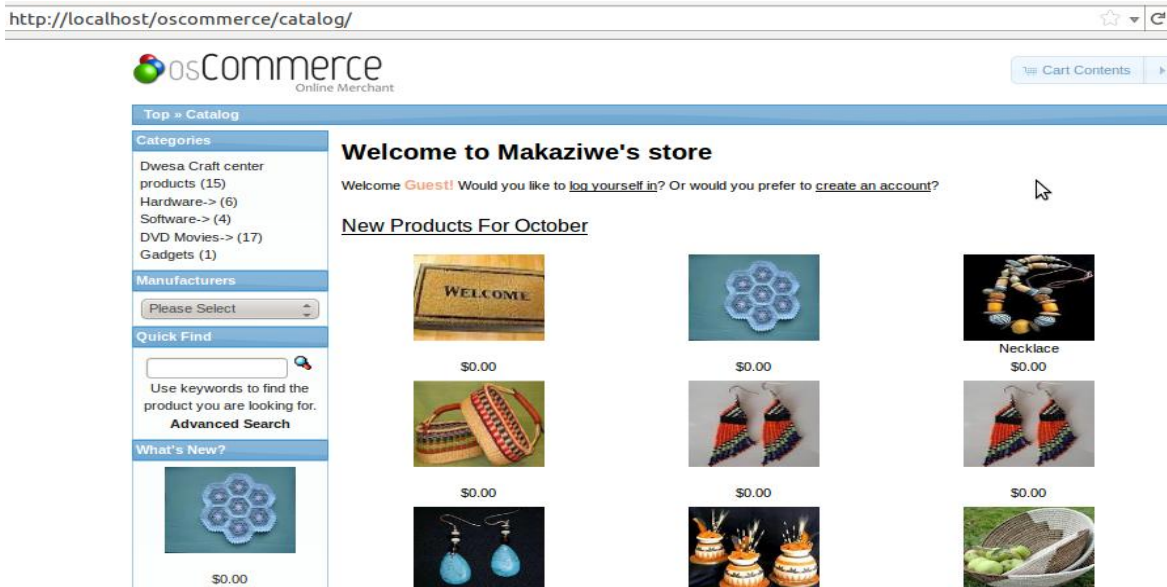 http://localhost/oscommerce/catalog/
osCommerce
Online Merchant
Cart Contents
Top » Catalog
Categories
Dwesa Craft center
products (15)
Hardware-> (6)
Software-> (4)
DVD Movies-> (17)
Gadgets (1)
Manufacturers
Please Select
Quick Find
Use keywords to find the
product you are looking for.
Advanced Search
What's New?
$0.00
Welcome to Makaziwe's store
Welcome Guest! Would you like to log yourself in? Or would you prefer to create an account?
New Products For October
WELCOME
Necklace
$0.00
$0.00
$0.00
$0.00
$0.00
$0.00